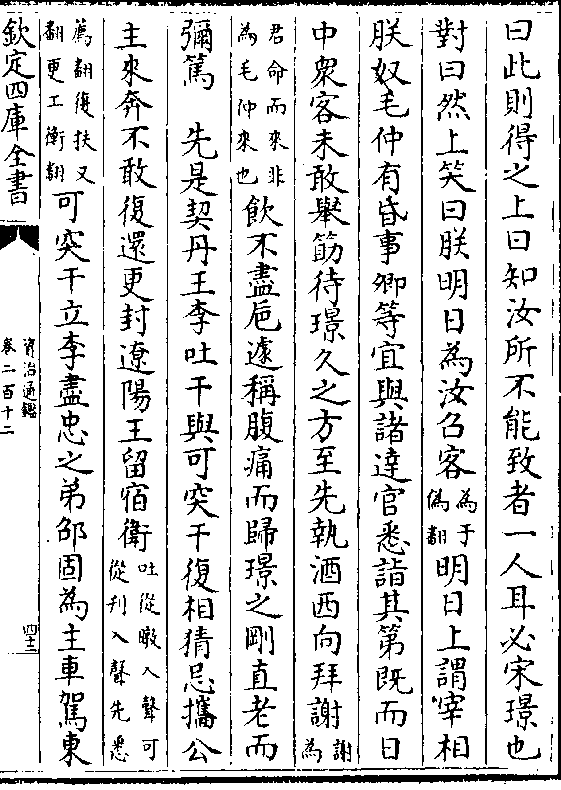 曰此則得之上曰知汝所不能致者一人耳必宋璟也
對曰然上笑曰朕明日為汝召客為于偽翻明日上謂宰相
朕奴毛仲有昏事卿等宜與諸達官悉詣其第既而日
中衆客未敢舉筯待璟久之方至先執酒西向拜謝謝為
君命而來非為毛仲來也飲不盡巵遽稱腹痛而歸璟之剛直老而
彌篤 先是契丹王李吐干與可突干復相猜忌攜公
主來奔不敢復還更封遼陽王留宿衛吐從暾入聲可從刋入聲先悉
薦翻復扶又翻更工衡翻可突干立李盡忠之弟邵固為主車駕東
欽定四庫全書
資治通鑑
卷二百十二
四十三